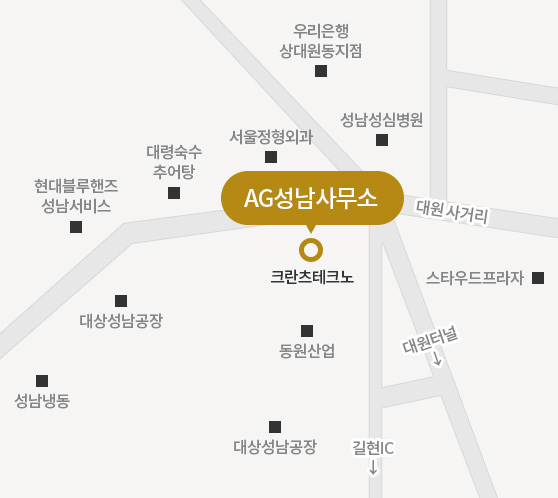 우리은행
상대원동지점
성남성심병원
서울정형외과
대령숙수
추어탕
현대블루핸즈
성남서비스
AG성남사무소
대원 사거리
크란츠테크노
스타우드프라자
대상성남공장
동원산업
대원터널
↓
성남냉동
대상성남공장
길현IC
↓